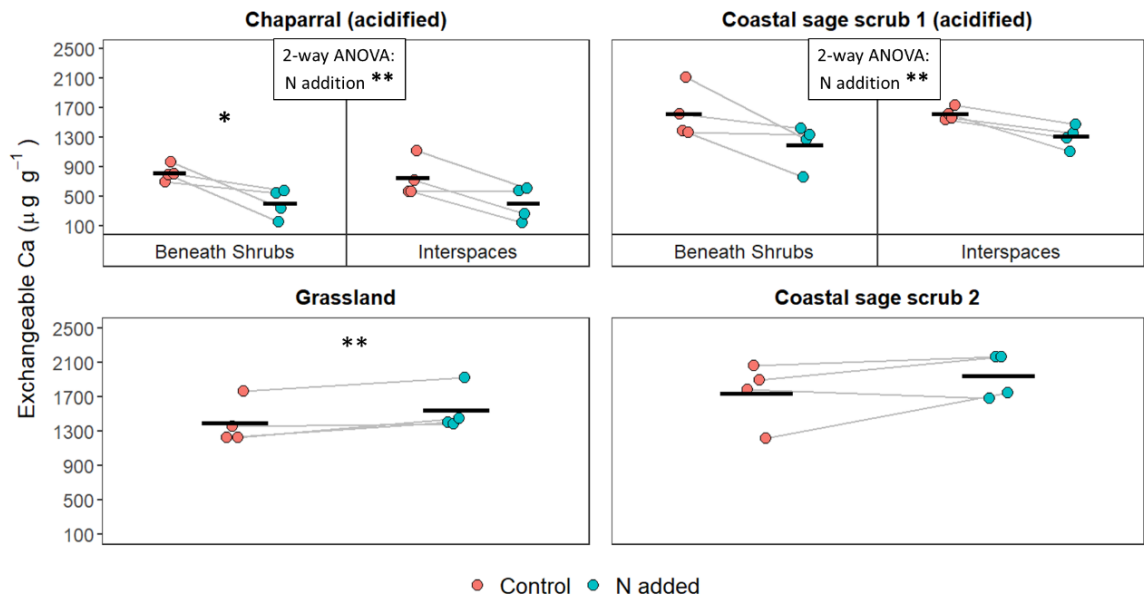 Chaparral (acidified)
Coastal sage scrub 1 (acidified)
2-way ANOVA:
N addition **
2-way ANOVA:
N addition **
*
2500
2100
1700
1300
900
500
100
Beneath Shrubs
Interspaces
Beneath Shrubs
Interspaces
Exchangeable Ca (μg g⁻¹)
Grassland
Coastal sage scrub 2
**
2500
2100
1700
1300
900
500
100
Control
N added